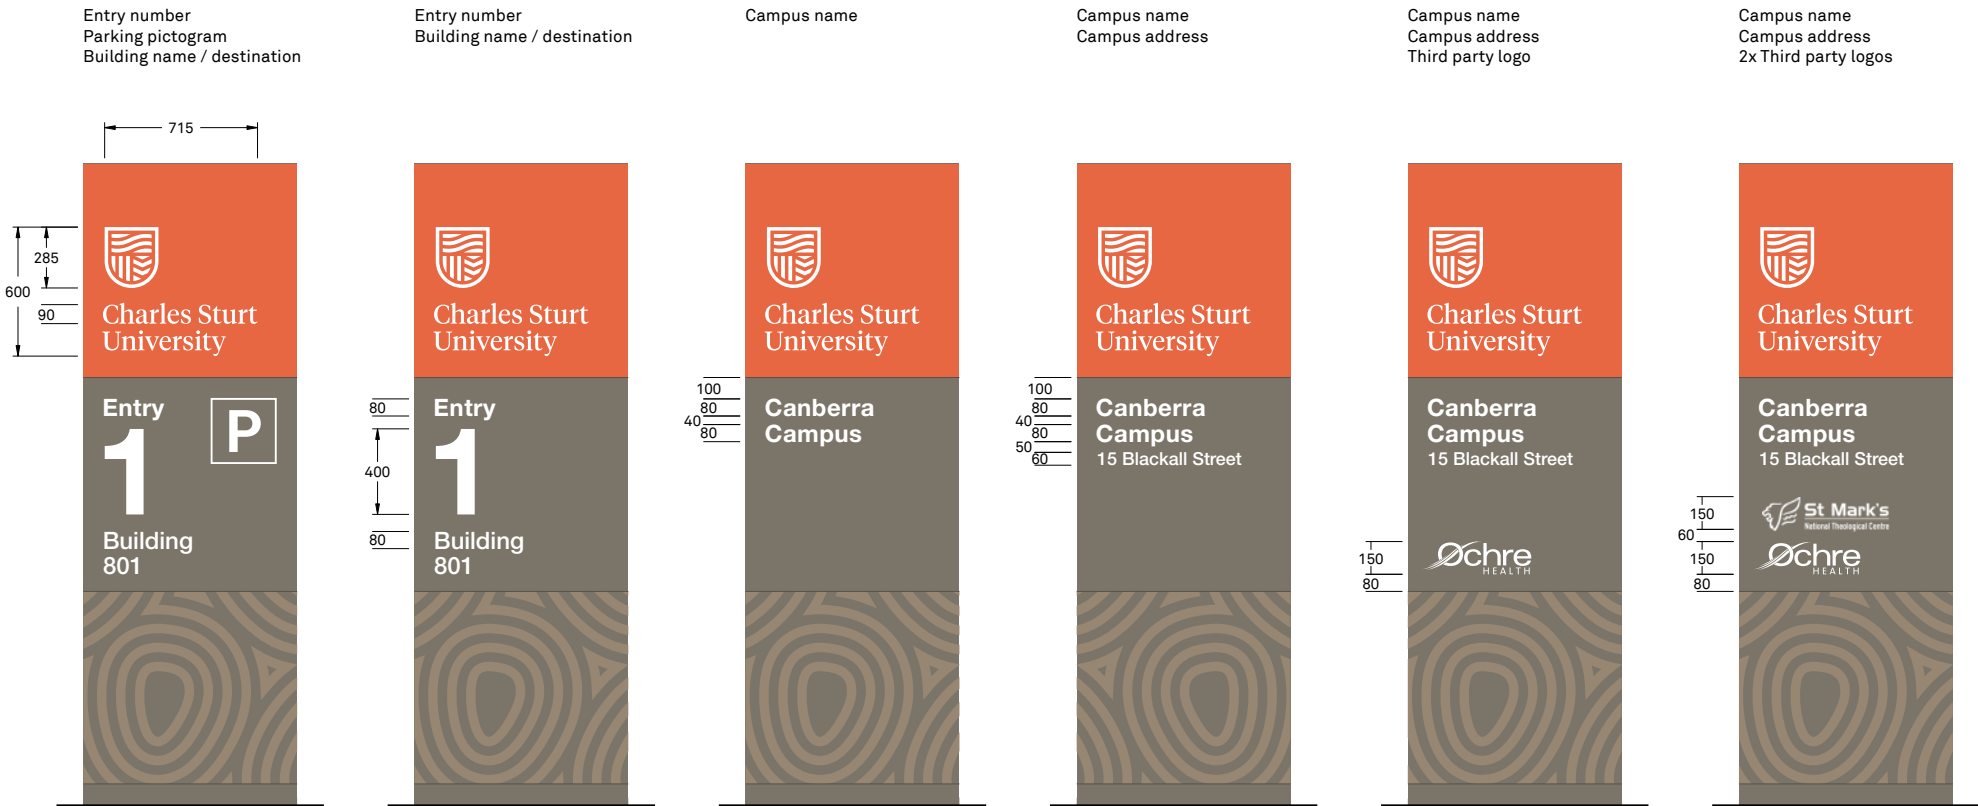 Entry number
Parking pictogram
Building name / destination
Entry number
Building name / destination
Campus name
Campus name
Campus address
Campus name
Campus address
Third party logo
Campus name
Campus address
2x Third party logos
715
600
285
90
Charles Sturt
University
Entry
1
P
Building
801
80
400
80
Charles Sturt
University
Entry
1
Building
801
100
80
40
80
Charles Sturt
University
Canberra
Campus
100
80
40
80
50
60
Charles Sturt
University
Canberra
Campus
15 Blackall Street
150
80
Charles Sturt
University
Canberra
Campus
15 Blackall Street
Ochre
HEALTH
150
60
150
80
Charles Sturt
University
Canberra
Campus
15 Blackall Street
St Mark's
National Theological Centre
Ochre
HEALTH